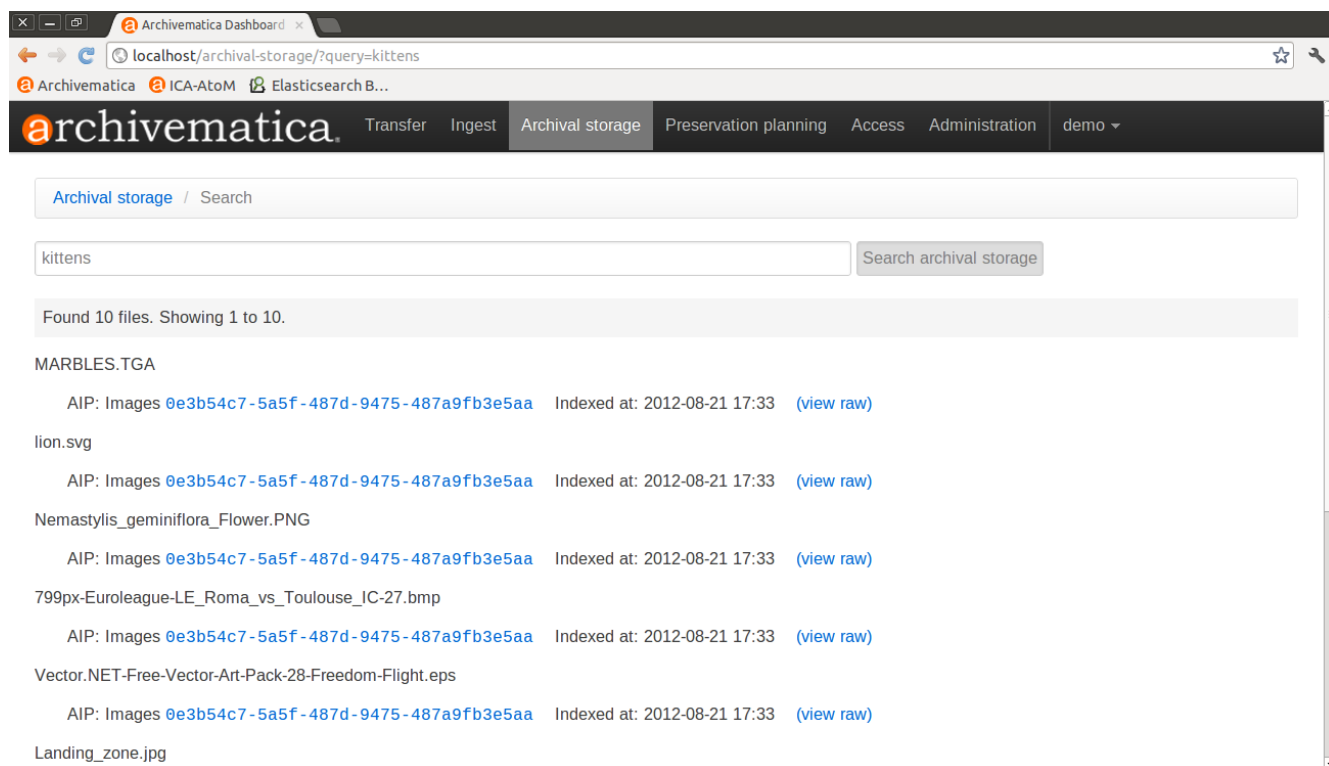 Archivematica Dashboard
localhost/archival-storage/?query=kittens
Archivematica ICA-AtoM Elasticsearch B...
archivematica. Transfer Ingest Archival storage Preservation planning Access Administration demo
Archival storage / Search
kittens Search archival storage
Found 10 files. Showing 1 to 10.
MARBLES.TGA
AIP: Images 0e3b54c7-5a5f-487d-9475-487a9fb3e5aa Indexed at: 2012-08-21 17:33 (view raw)
lion.svg
AIP: Images 0e3b54c7-5a5f-487d-9475-487a9fb3e5aa Indexed at: 2012-08-21 17:33 (view raw)
Nemastylis_geminiflora_Flower.PNG
AIP: Images 0e3b54c7-5a5f-487d-9475-487a9fb3e5aa Indexed at: 2012-08-21 17:33 (view raw)
799px-Euroleague-LE_Roma_vs_Toulouse_IC-27.bmp
AIP: Images 0e3b54c7-5a5f-487d-9475-487a9fb3e5aa Indexed at: 2012-08-21 17:33 (view raw)
Vector.NET-Free-Vector-Art-Pack-28-Freedom-Flight.eps
AIP: Images 0e3b54c7-5a5f-487d-9475-487a9fb3e5aa Indexed at: 2012-08-21 17:33 (view raw)
Landing_zone.jpg